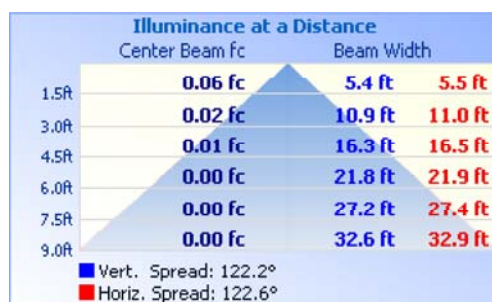 Illuminance at a Distance
Center Beam fc Beam Width
1.5ft 0.06 fc 5.4 ft 5.5 ft
3.0ft 0.02 fc 10.9 ft 11.0 ft
4.5ft 0.01 fc 16.3 ft 16.5 ft
6.0ft 0.00 fc 21.8 ft 21.9 ft
7.5ft 0.00 fc 27.2 ft 27.4 ft
9.0ft 0.00 fc 32.6 ft 32.9 ft
Vert. Spread: 122.2°
Horiz. Spread: 122.6°